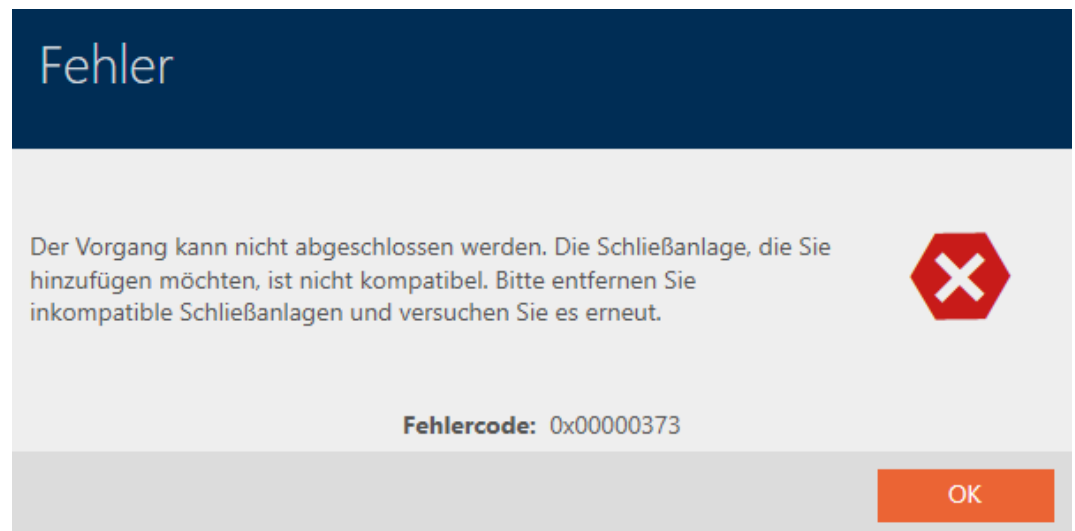 Fehler
Der Vorgang kann nicht abgeschlossen werden. Die Schließanlage, die Sie
hinzufügen möchten, ist nicht kompatibel. Bitte entfernen Sie
inkompatible Schließanlagen und versuchen Sie es erneut.
Fehlercode: 0x00000373
OK